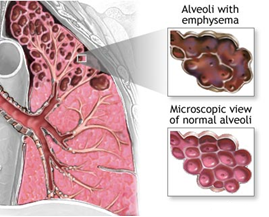 Alveoli with
emphysema
Microscopic view
of normal alveoli